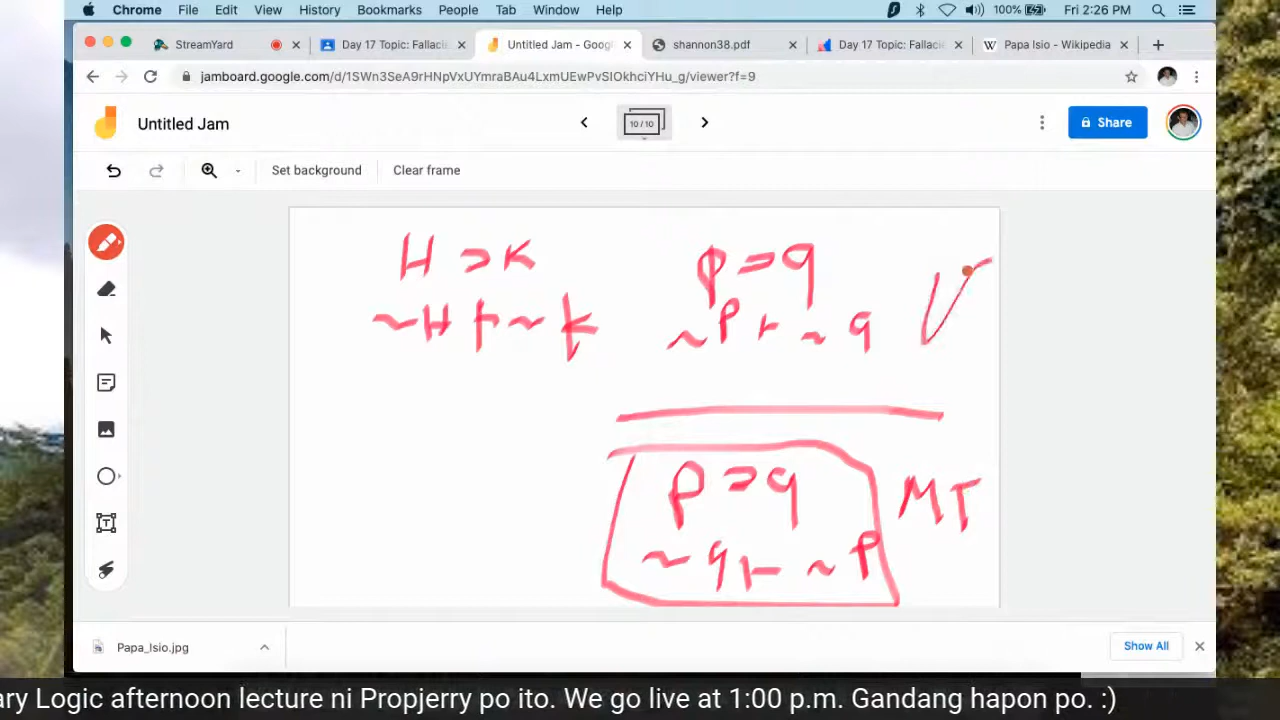 Chrome File Edit View History Bookmarks People Tab Window Help 100% Fri 2:26 PM
StreamYard Day 17 Topic: Fallaci Untitled Jam - Goog shannon38.pdf Day 17 Topic: Fallaci Papa Isio - Wikipedia
jamboard.google.com/d/1SWn3SeA9rHNpVxUYmraBAu4LxmUEwPvSIOkhciYHu_g/viewer?f=9
Untitled Jam 10 / 10 Share
Set background Clear frame
H ⊃ K p ⊃ q
~H ⊢ ~K ~p ⊢ ~q
p ⊃ q MT
~q ⊢ ~p
Papa_Isio.jpg Show All
ary Logic afternoon lecture ni Propjerry po ito. We go live at 1:00 p.m. Gandang hapon po. :)